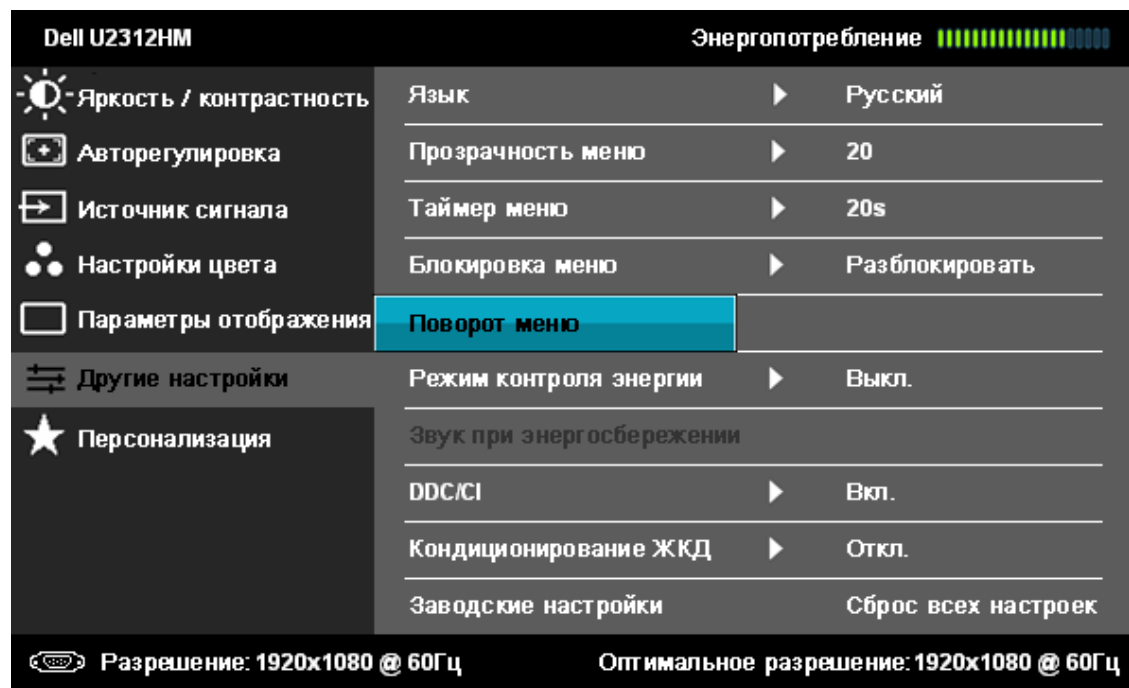 Dell U2312HM Энергопотребление
Яркость / контрастность
Авторегулировка
Источник сигнала
Настройки цвета
Параметры отображения
Другие настройки
Персонализация
Язык Русский
Прозрачность меню 20
Таймер меню 20s
Блокировка меню Разблокировать
Поворот меню
Режим контроля энергии Выкл.
Звук при энергосбережении
DDC/CI Вкл.
Кондиционирование ЖКД Откл.
Заводские настройки Сброс всех настроек
Разрешение: 1920x1080 @ 60Гц Оптимальное разрешение: 1920x1080 @ 60Гц